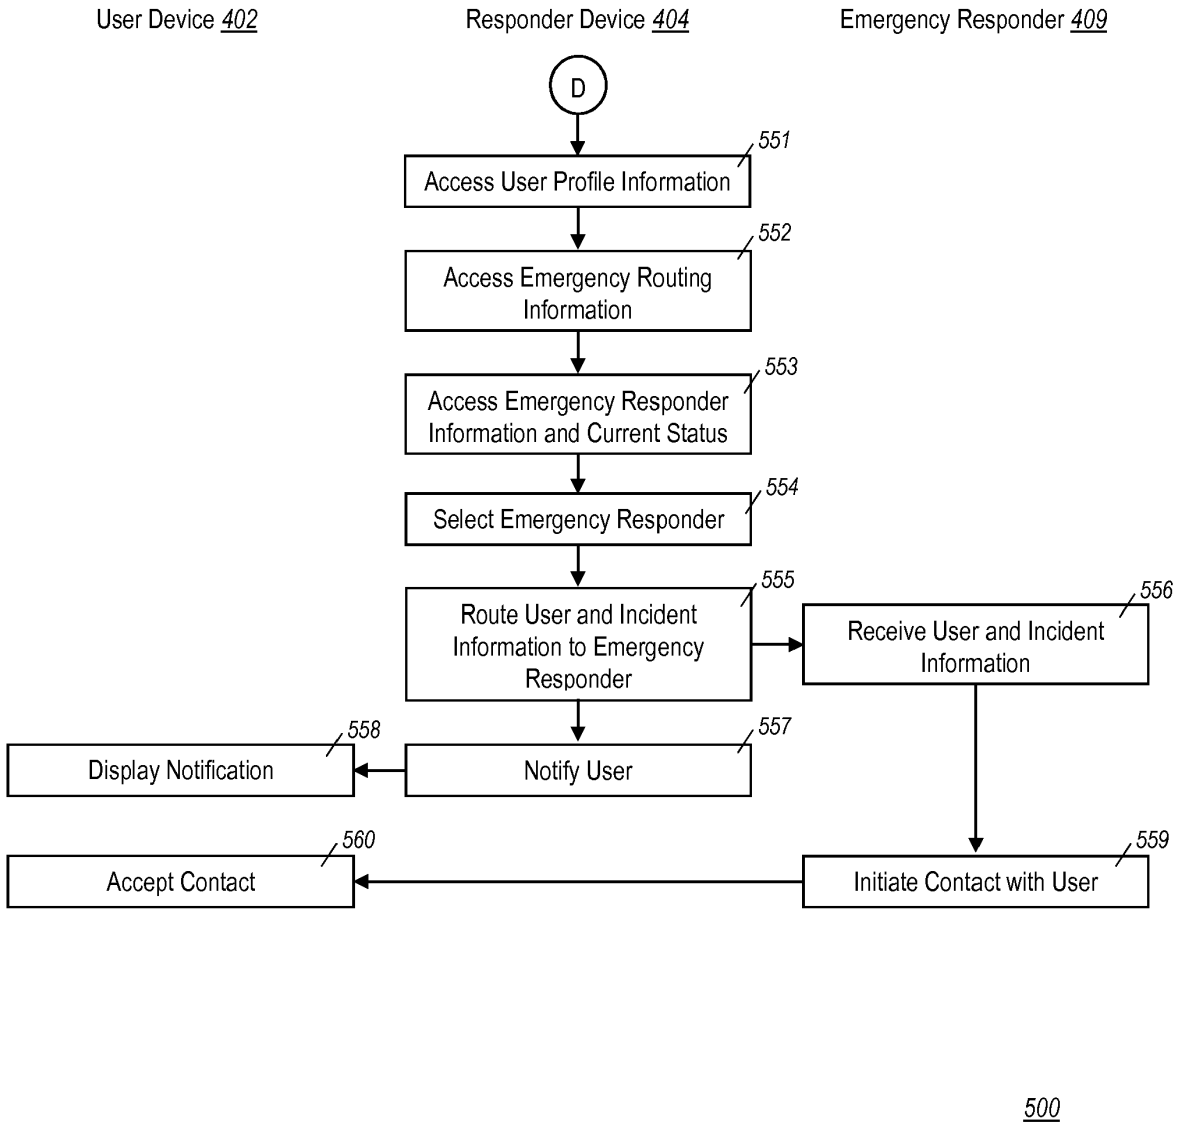 User Device 402
Responder Device 404
Emergency Responder 409
D
551
Access User Profile Information
552
Access Emergency Routing
Information
553
Access Emergency Responder
Information and Current Status
554
Select Emergency Responder
555
Route User and Incident
Information to Emergency
Responder
556
Receive User and Incident
Information
557
Notify User
558
Display Notification
559
Initiate Contact with User
560
Accept Contact
500